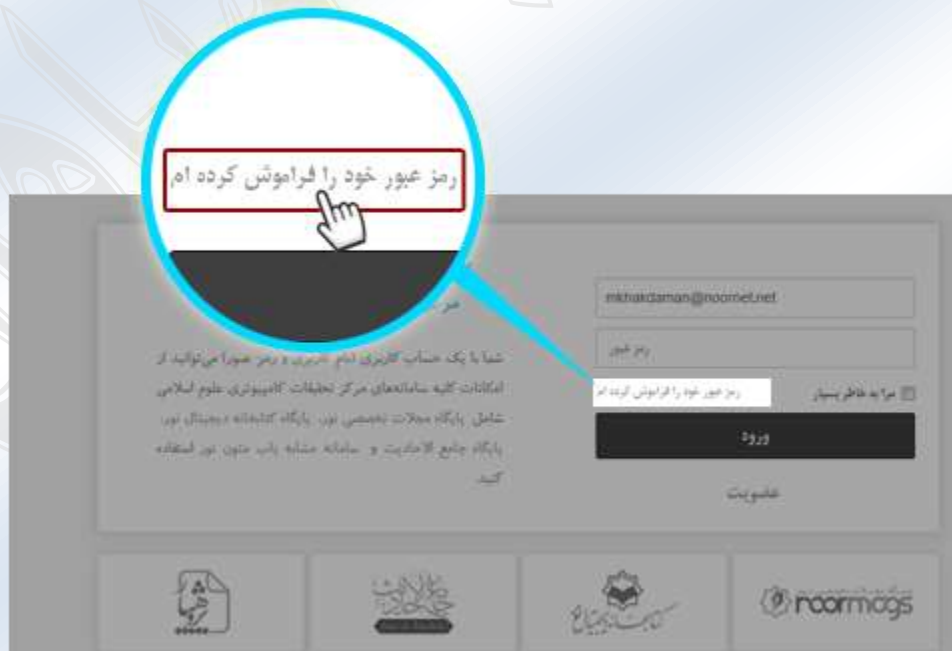 رمز عبور خود را فراموش کرده ام
mkhakdaman@noornet.net
رمز عبور
مرا به خاطر بسپار
رمز عبور خود را فراموش کرده ام
ورود
عضویت
شما با یک حساب کاربری (نام کاربری و رمز عبور) می‌توانید از
امکانات کلیه سامانه‌های مرکز تحقیقات کامپیوتری علوم اسلامی
شامل پایگاه مجلات تخصصی نور، پایگاه کتابخانه دیجیتال نور،
پایگاه جامع الاحادیث و سامانه مشابه یاب متون نور استفاده
کنید.
noormags